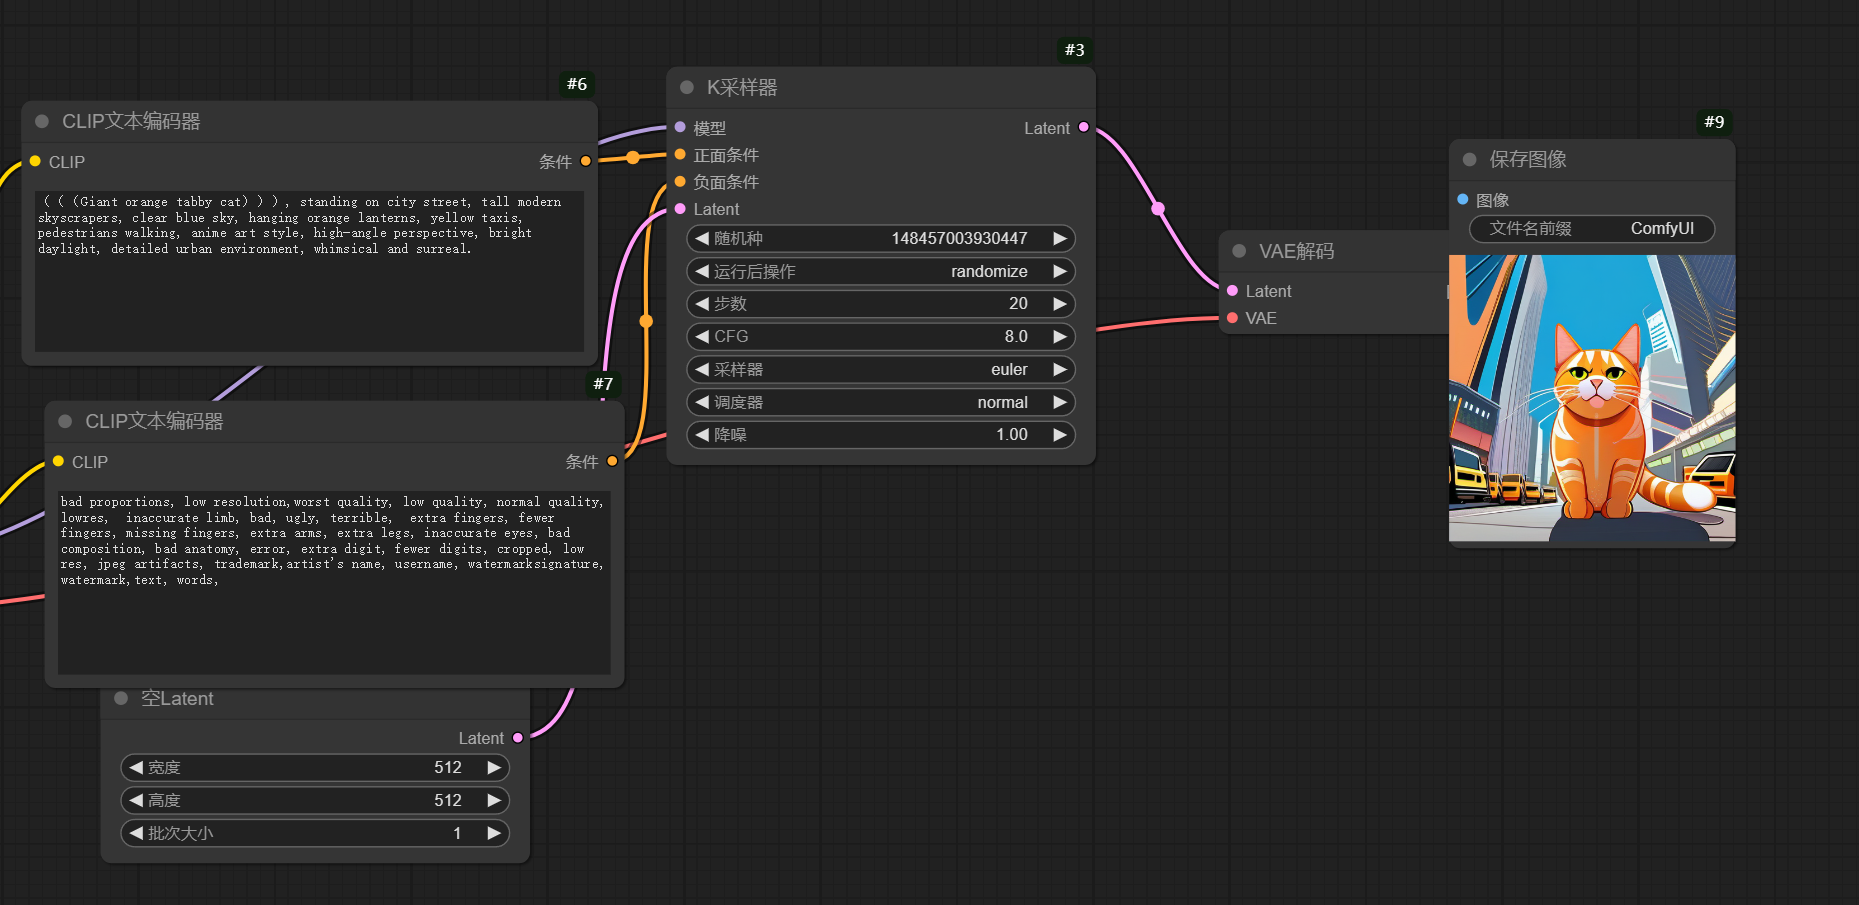 #6
CLIP文本编码器
CLIP
条件
(((Giant orange tabby cat))), standing on city street, tall modern
skyscrapers, clear blue sky, hanging orange lanterns, yellow taxis,
pedestrians walking, anime art style, high-angle perspective, bright
daylight, detailed urban environment, whimsical and surreal.
#7
CLIP文本编码器
CLIP
条件
bad proportions, low resolution,worst quality, low quality, normal quality,
lowres,  inaccurate limb, bad, ugly, terrible,  extra fingers, fewer
fingers, missing fingers, extra arms, extra legs, inaccurate eyes, bad
composition, bad anatomy, error, extra digit, fewer digits, cropped, low
res, jpeg artifacts, trademark,artist's name, username, watermarksignature,
watermark,text, words,
空Latent
Latent
宽度 512
高度 512
批次大小 1
#3
K采样器
模型 Latent
正面条件
负面条件
Latent
随机种 148457003930447
运行后操作 randomize
步数 20
CFG 8.0
采样器 euler
调度器 normal
降噪 1.00
VAE解码
Latent
VAE
#9
保存图像
图像
文件名前缀 ComfyUI